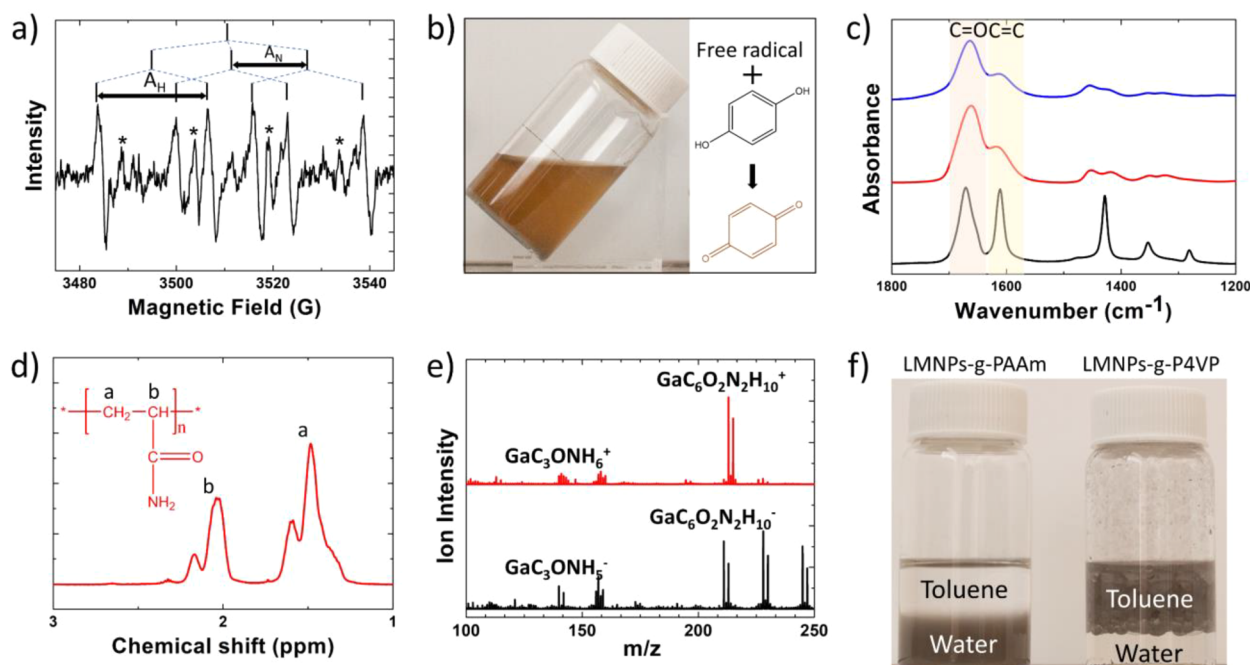 a)
A_N
A_H
*
*
*
*
Intensity
3480
3500
3520
3540
Magnetic Field (G)
b)
Free radical
+
OH
HO
O
O
c)
C=O
C=C
Absorbance
1800
1600
1400
1200
Wavenumber (cm⁻¹)
d)
a
b
*
CH₂
CH
*
n
C
O
NH₂
b
a
3
2
1
Chemical shift (ppm)
e)
GaC₆O₂N₂H₁₀⁺
GaC₃ONH₆⁺
GaC₆O₂N₂H₁₀⁻
GaC₃ONH₅⁻
Ion Intensity
100
150
200
250
m/z
f)
LMNPs-g-PAAm
LMNPs-g-P4VP
Toluene
Water
Toluene
Water